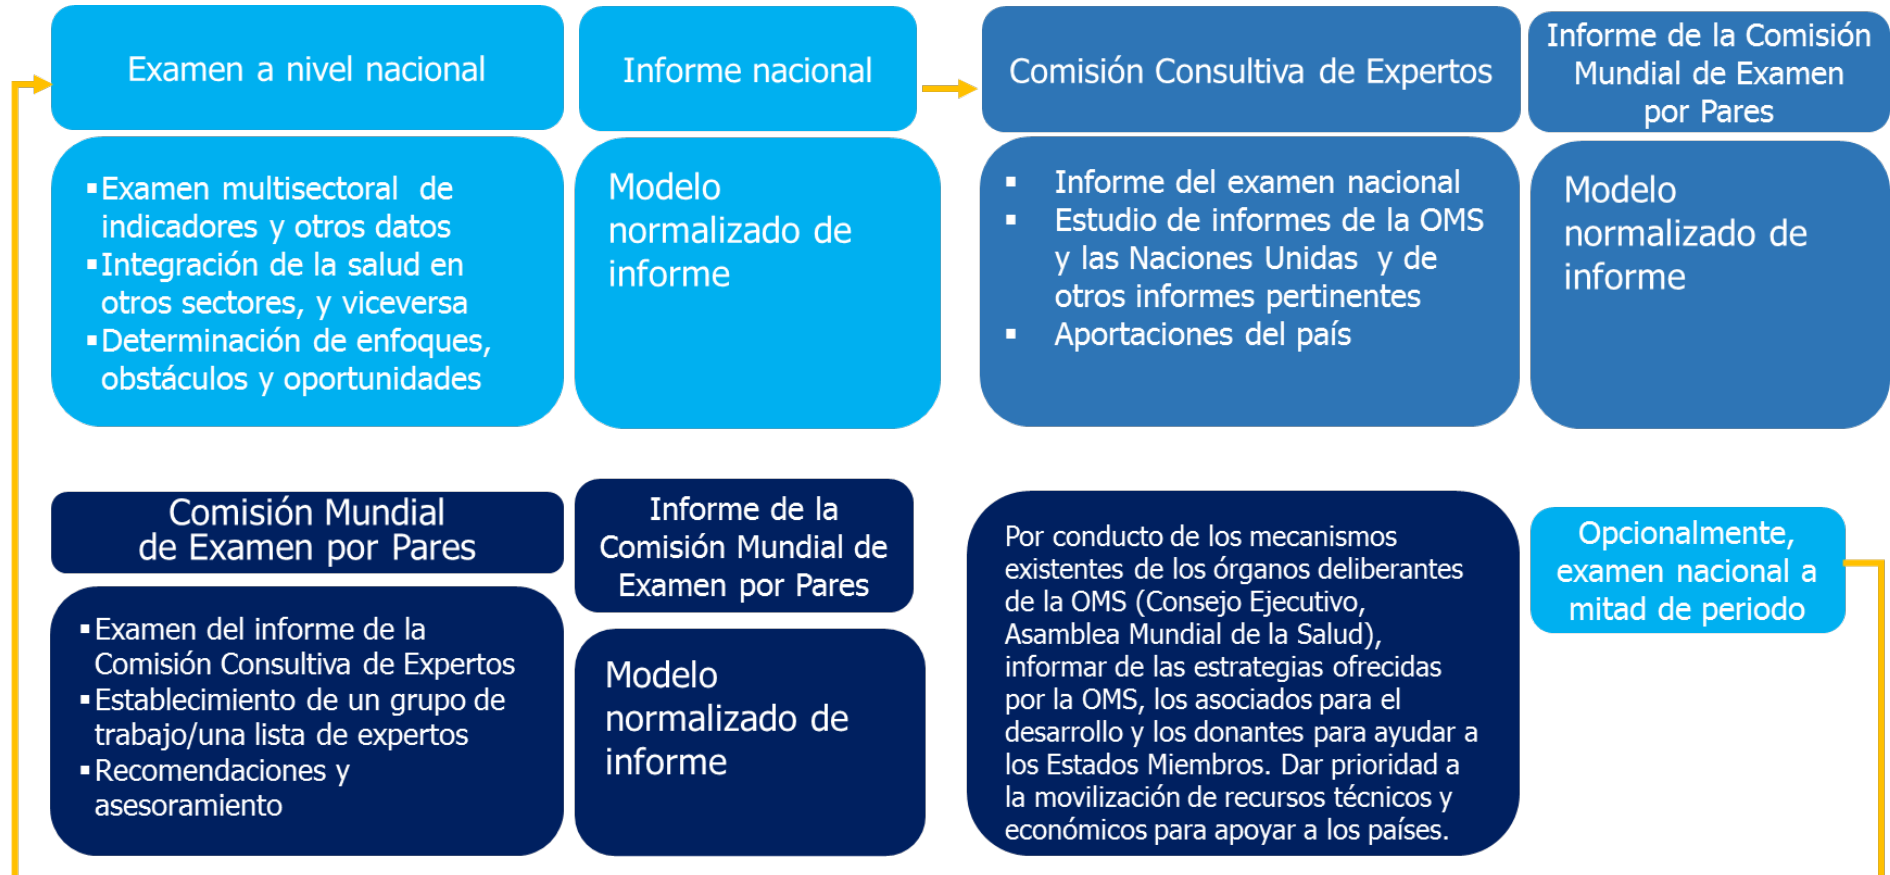 Examen a nivel nacional
Informe nacional
Comisión Consultiva de Expertos
Informe de la Comisión
Mundial de Examen
por Pares
▪Examen multisectoral de
indicadores y otros datos
▪Integración de la salud en
otros sectores, y viceversa
▪Determinación de enfoques,
obstáculos y oportunidades
Modelo
normalizado de
informe
▪ Informe del examen nacional
▪ Estudio de informes de la OMS
y las Naciones Unidas y de
otros informes pertinentes
▪ Aportaciones del país
Modelo
normalizado de
informe
Comisión Mundial
de Examen por Pares
Informe de la
Comisión Mundial de
Examen por Pares
▪Examen del informe de la
Comisión Consultiva de Expertos
▪Establecimiento de un grupo de
trabajo/una lista de expertos
▪Recomendaciones y
asesoramiento
Modelo
normalizado de
informe
Por conducto de los mecanismos
existentes de los órganos deliberantes
de la OMS (Consejo Ejecutivo,
Asamblea Mundial de la Salud),
informar de las estrategias ofrecidas
por la OMS, los asociados para el
desarrollo y los donantes para ayudar a
los Estados Miembros. Dar prioridad a
la movilización de recursos técnicos y
económicos para apoyar a los países.
Opcionalmente,
examen nacional a
mitad de periodo